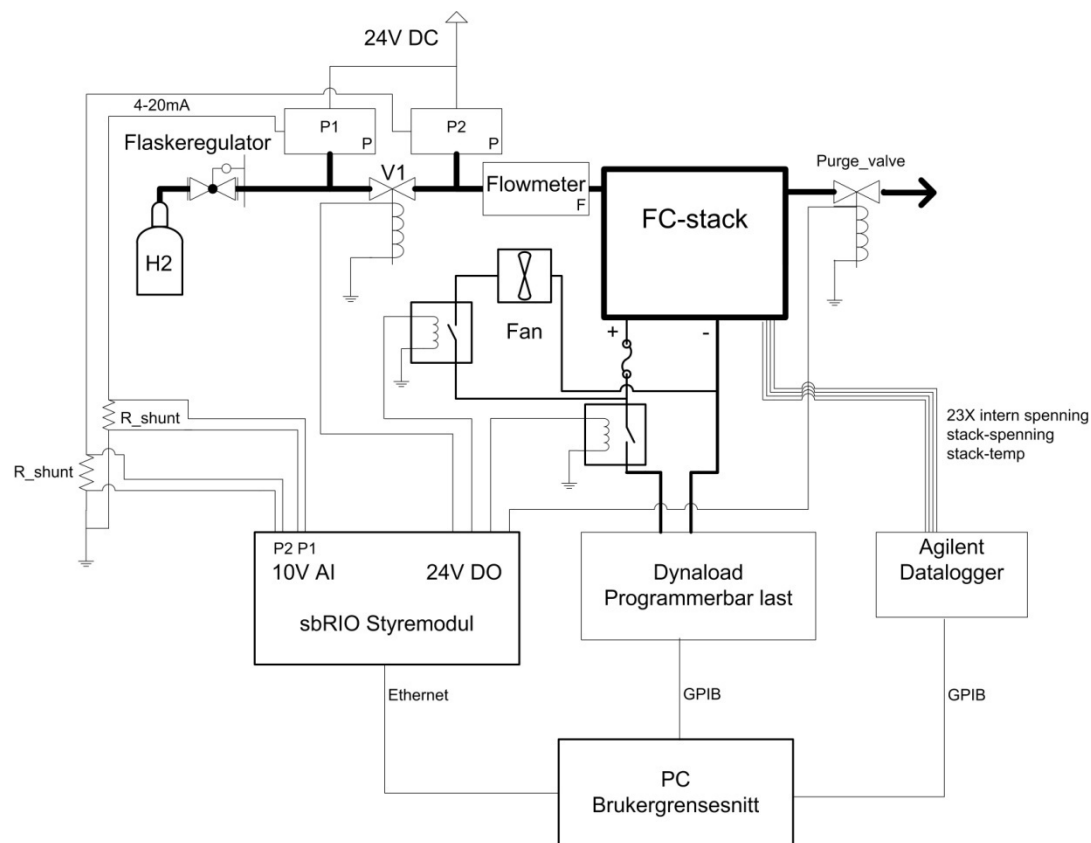 24V DC
4-20mA
P1
P
P2
P
Flaskeregulator
V1
Flowmeter
F
Purge_valve
FC-stack
H2
Fan
+
-
R_shunt
R_shunt
23X intern spenning
stack-spenning
stack-temp
P2 P1
10V AI
24V DO
sbRIO Styremodul
Dynaload
Programmerbar last
Agilent
Datalogger
Ethernet
GPIB
GPIB
PC
Brukergrensesnitt